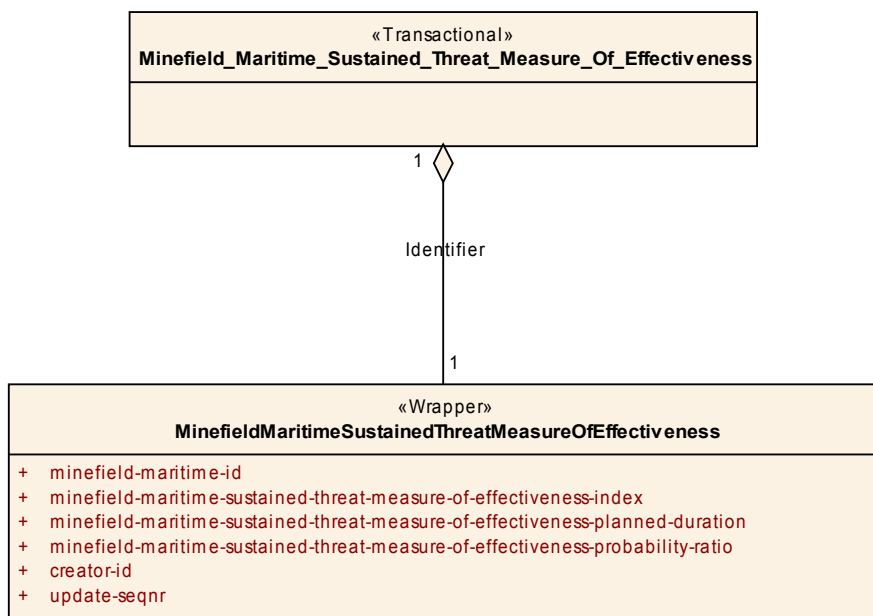 «Transactional»
Minefield_Maritime_Sustained_Threat_Measure_Of_Effectiveness
1
Identifier
1
«Wrapper»
MinefieldMaritimeSustainedThreatMeasureOfEffectiveness
+ minefield-maritime-id
+ minefield-maritime-sustained-threat-measure-of-effectiveness-index
+ minefield-maritime-sustained-threat-measure-of-effectiveness-planned-duration
+ minefield-maritime-sustained-threat-measure-of-effectiveness-probability-ratio
+ creator-id
+ update-seqnr